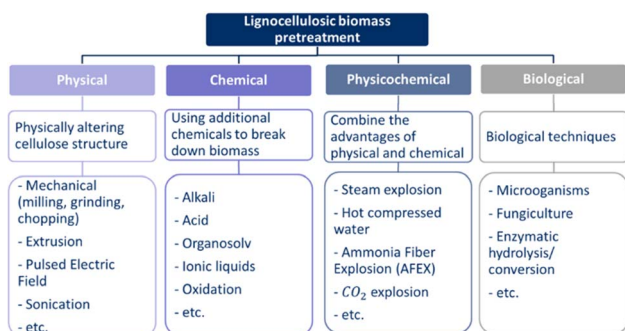 Lignocellulosic biomass
pretreatment
Physical
Chemical
Physicochemical
Biological
Physically altering
cellulose structure
Using additional
chemicals to break
down biomass
Combine the
advantages of
physical and chemical
Biological techniques
- Mechanical
(milling, grinding,
chopping)
- Extrusion
- Pulsed Electric
Field
- Sonication
- etc.
- Alkali
- Acid
- Organosolv
- Ionic liquids
- Oxidation
- etc.
- Steam explosion
- Hot compressed
water
- Ammonia Fiber
Explosion (AFEX)
- CO₂ explosion
- etc.
- Microoganisms
- Fungiculture
- Enzymatic
hydrolysis/
conversion
- etc.